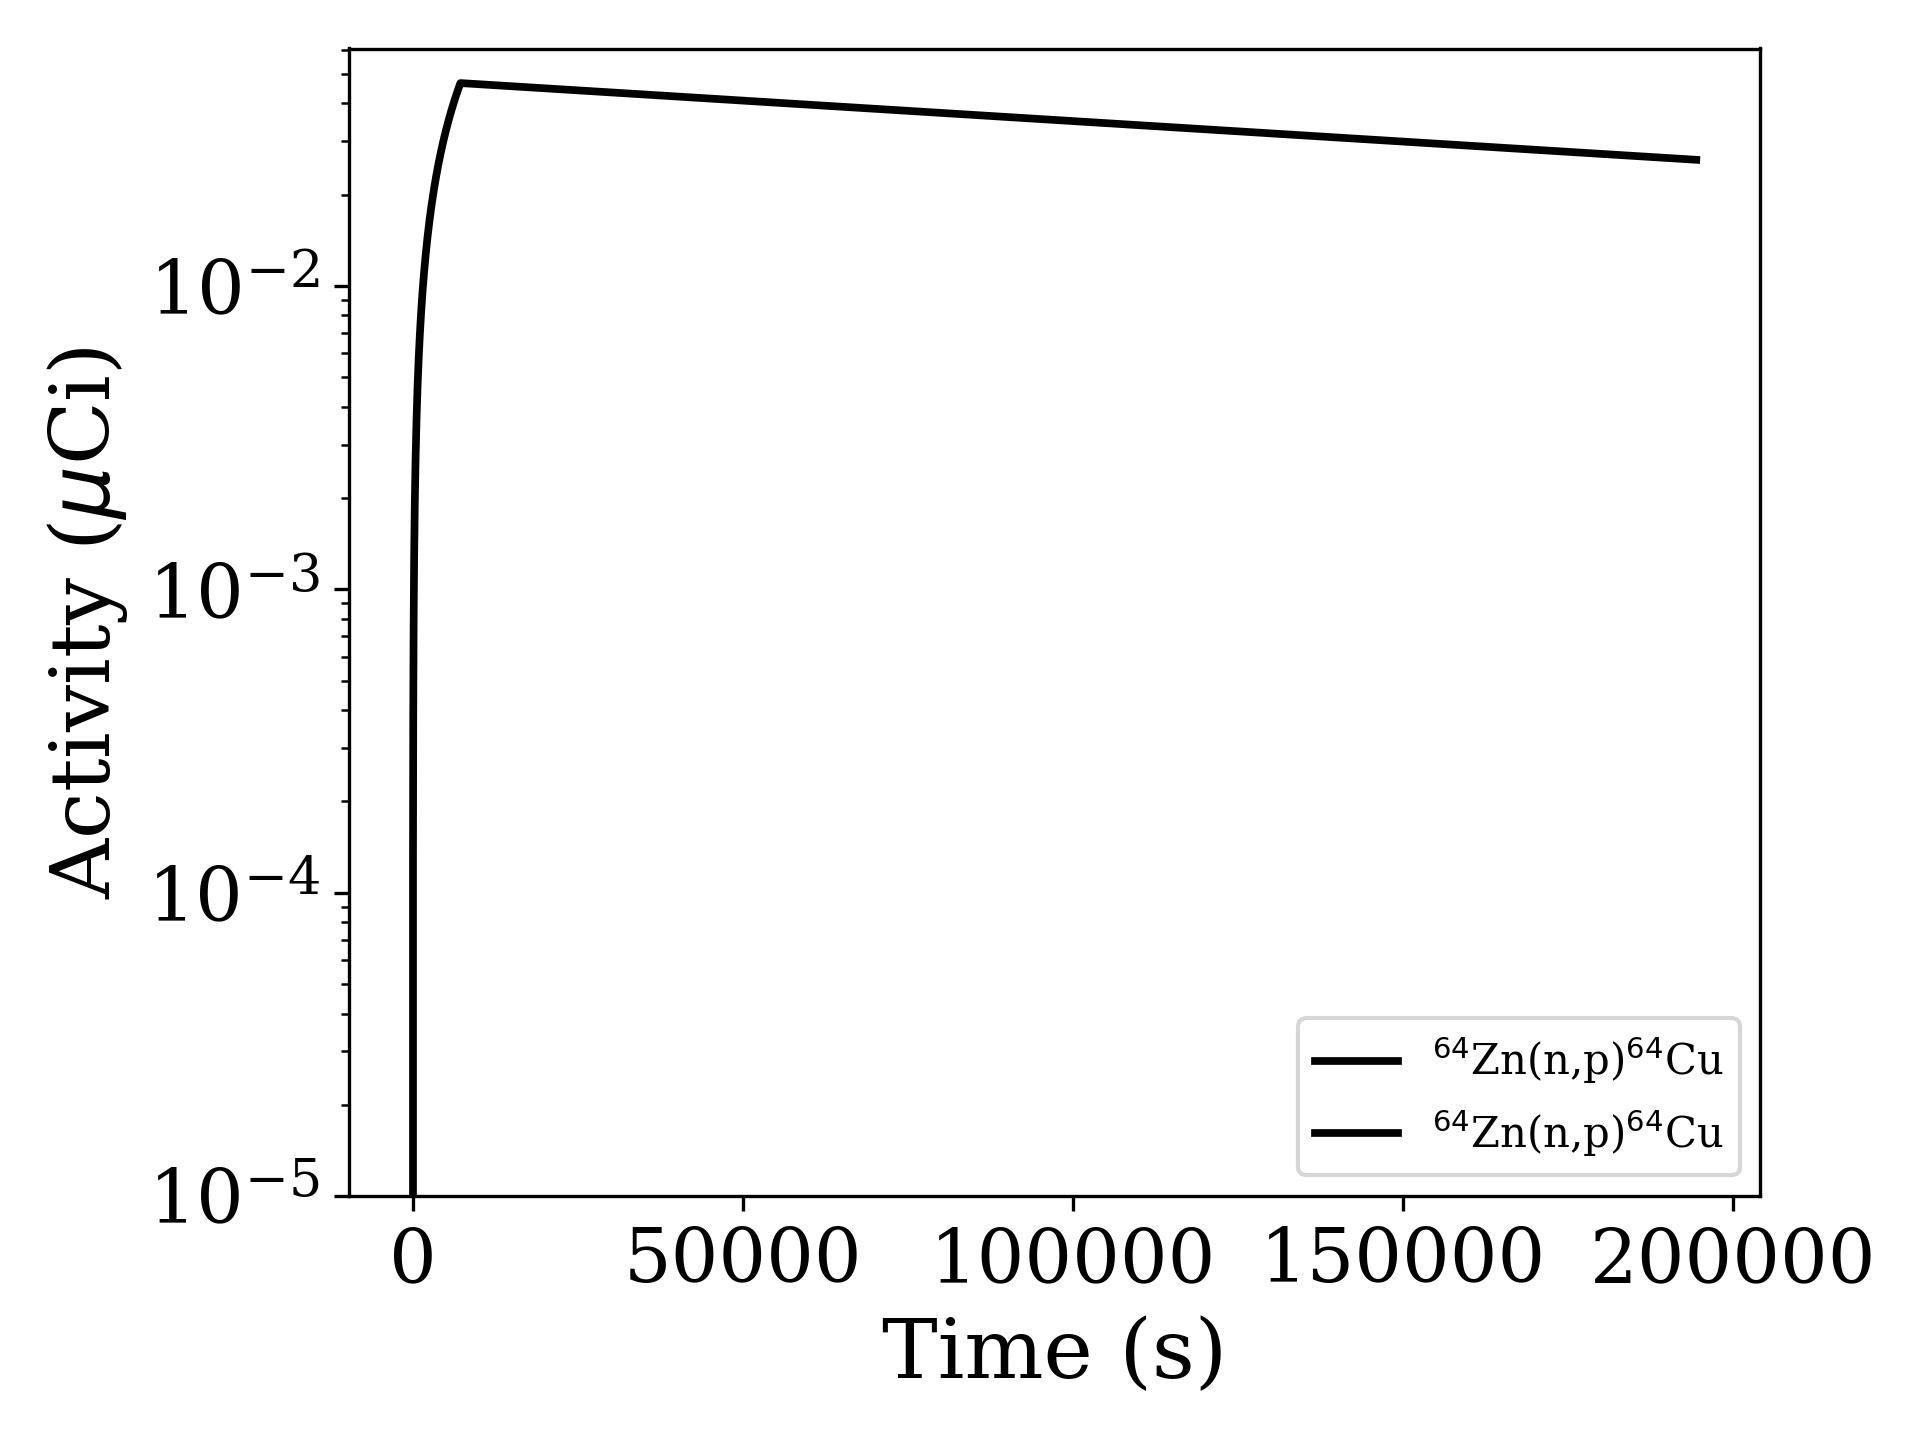 Activity (μCi)
10⁻²
10⁻³
10⁻⁴
10⁻⁵
⁶⁴Zn(n,p)⁶⁴Cu
⁶⁴Zn(n,p)⁶⁴Cu
0 50000 100000 150000 200000
Time (s)